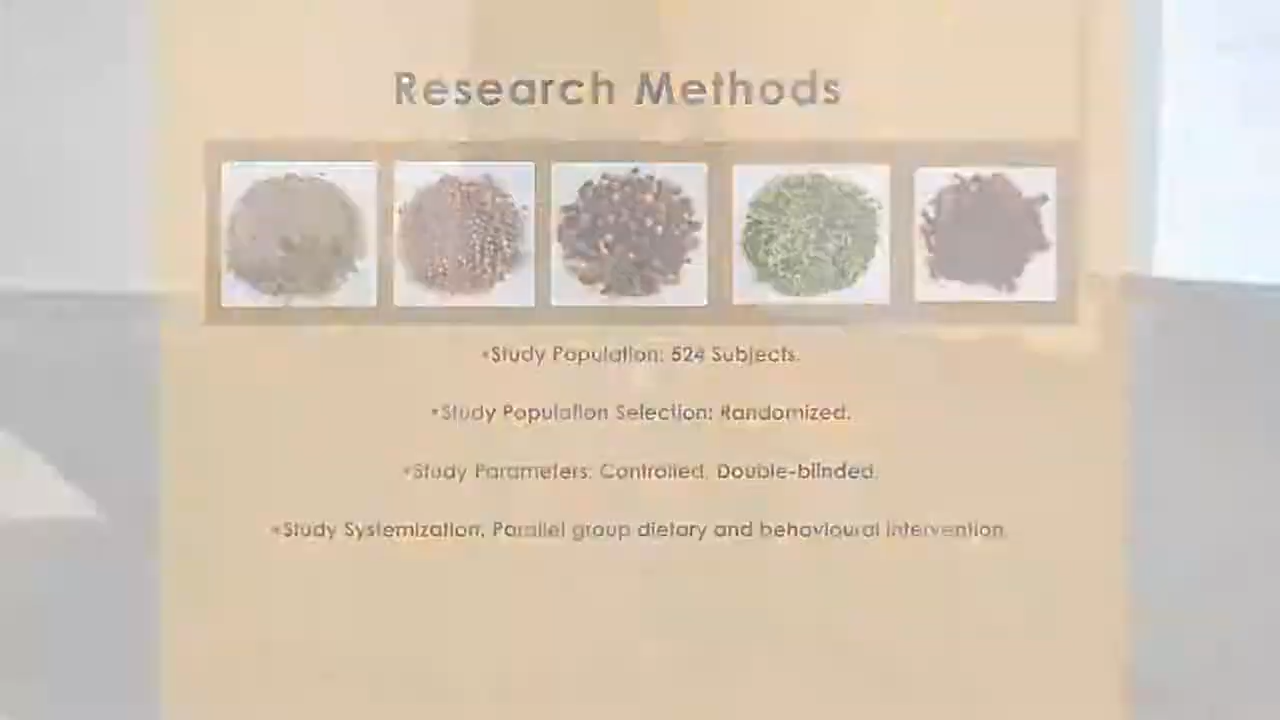 Research Methods
•Study Population: 524 Subjects.
•Study Population Selection: Randomized.
•Study Parameters: Controlled, Double-blinded.
•Study Systemization: Parallel group dietary and behavioural intervention.